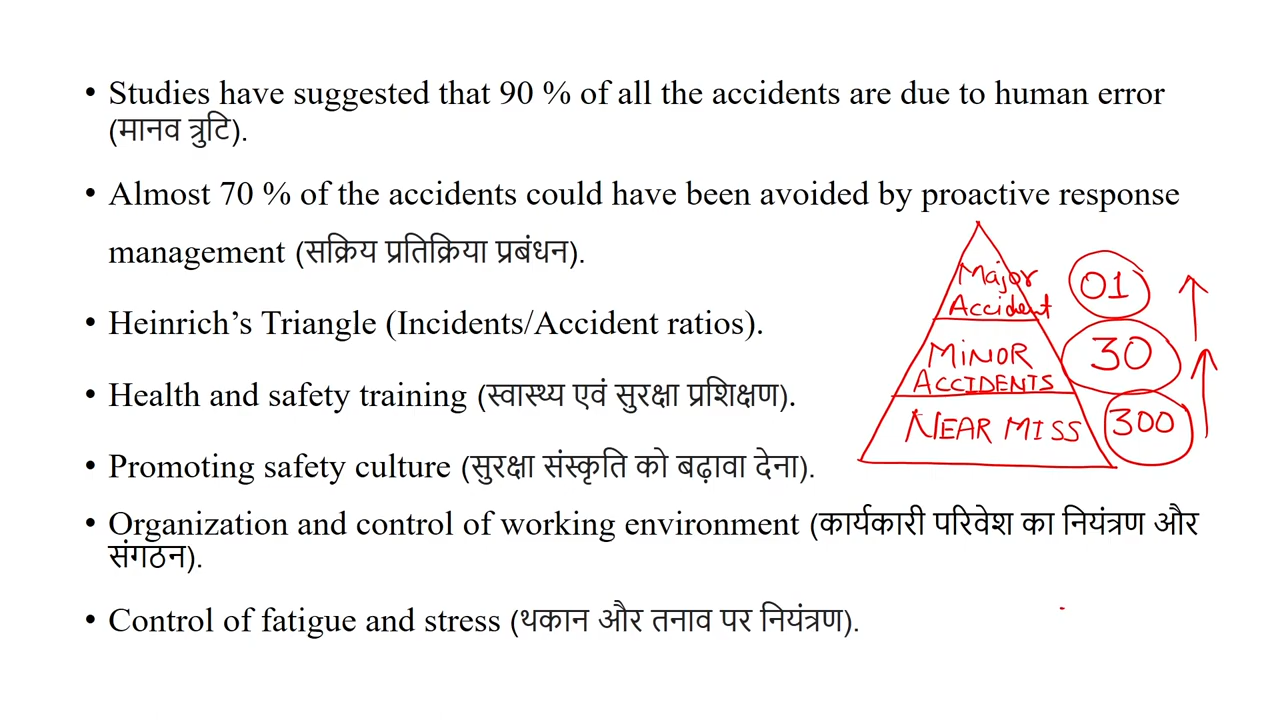 • Studies have suggested that 90 % of all the accidents are due to human error
(मानव त्रुटि).
• Almost 70 % of the accidents could have been avoided by proactive response
management (सक्रिय प्रतिक्रिया प्रबंधन).
• Heinrich’s Triangle (Incidents/Accident ratios).
• Health and safety training (स्वास्थ्य एवं सुरक्षा प्रशिक्षण).
• Promoting safety culture (सुरक्षा संस्कृति को बढ़ावा देना).
• Organization and control of working environment (कार्यकारी परिवेश का नियंत्रण और
संगठन).
• Control of fatigue and stress (थकान और तनाव पर नियंत्रण).
Major 01
Accident
MINOR 30
ACCIDENTS
NEAR MISS 300